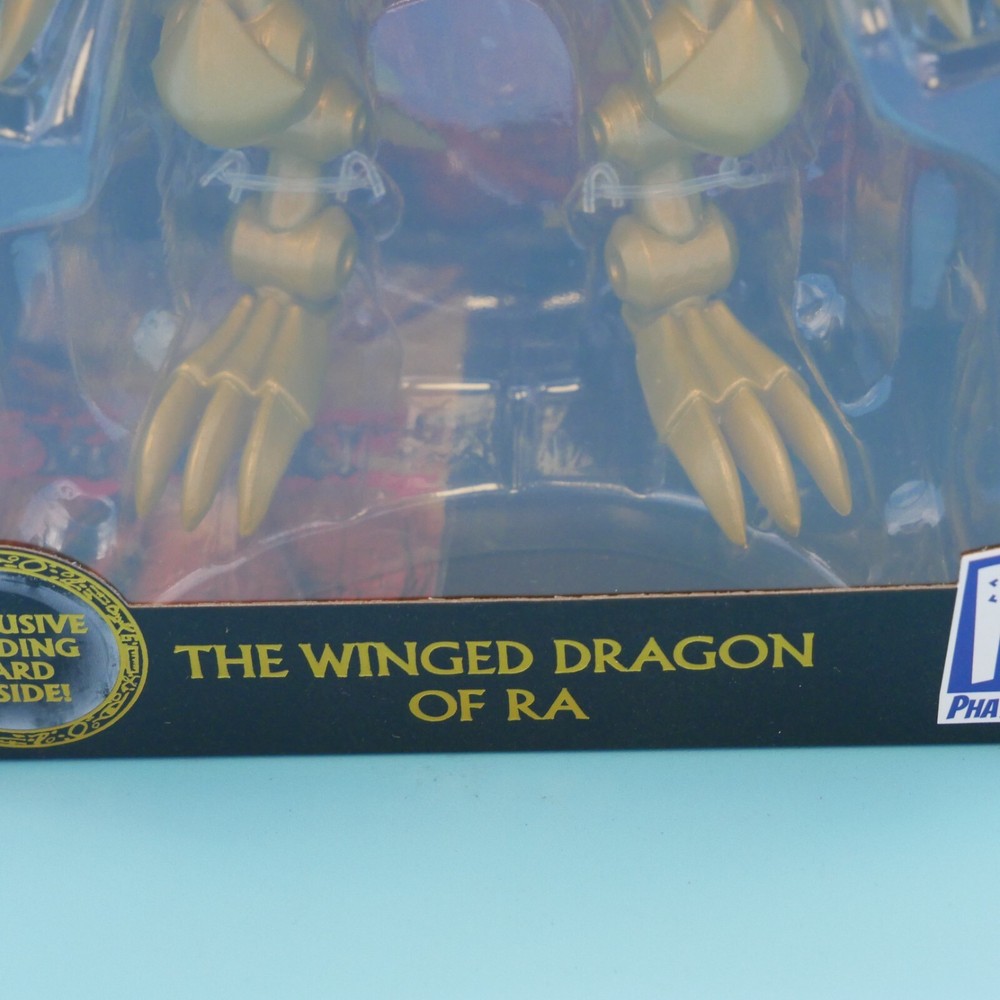 USIVE
DING
ARD
SIDE!
THE WINGED DRAGON
OF RA
PHA